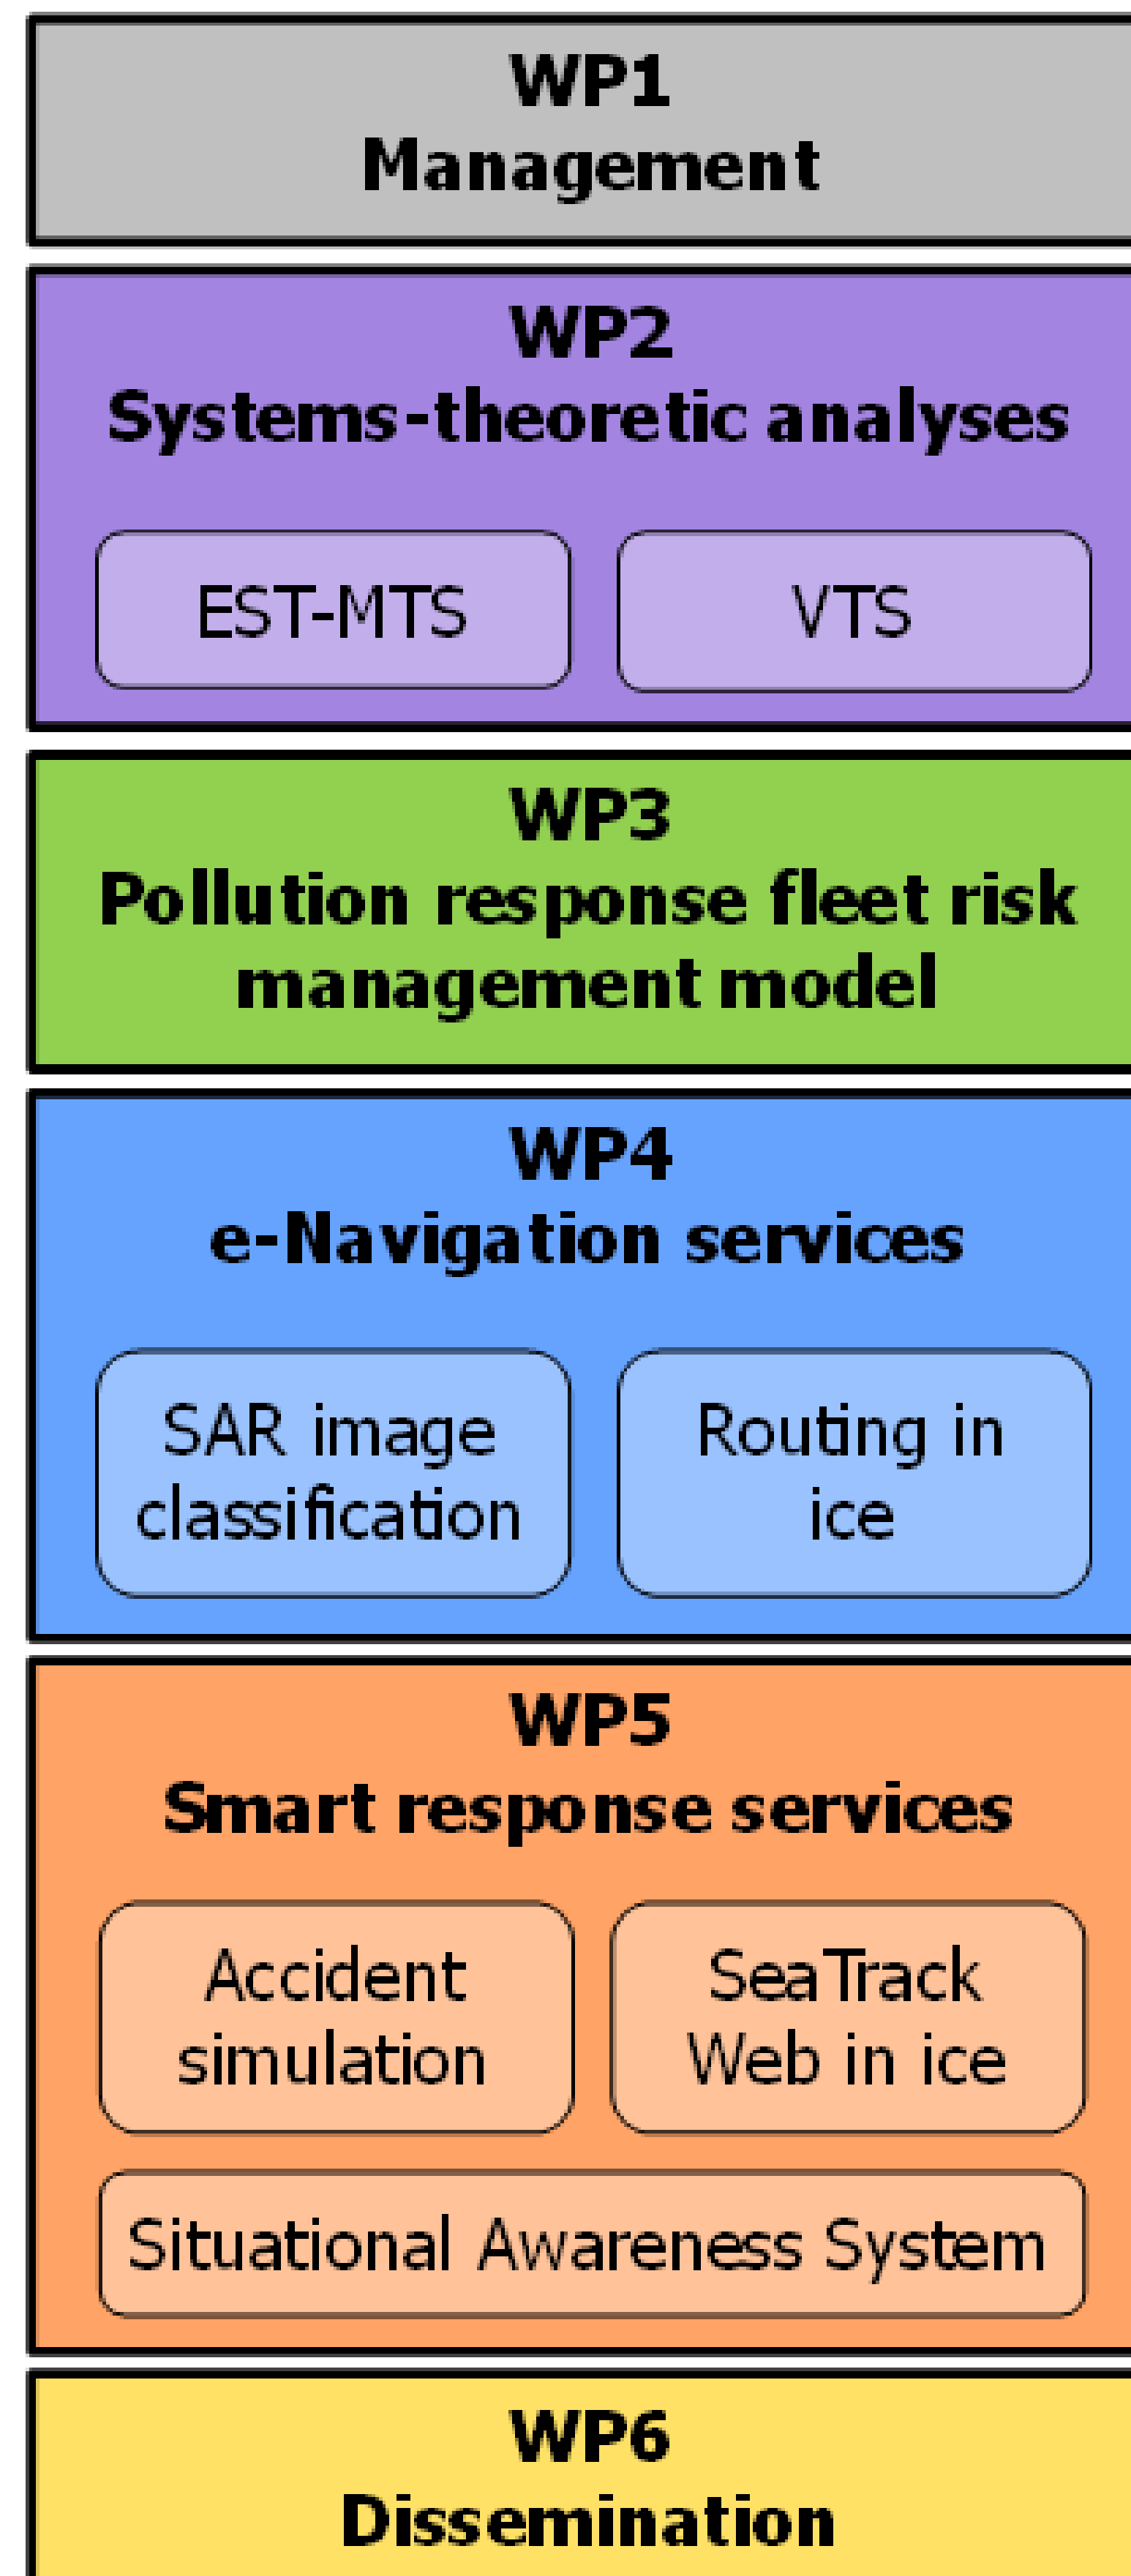 WP1
Management
WP2
Systems-theoretic analyses
EST-MTS
VTS
WP3
Pollution response fleet risk
management model
WP4
e-Navigation services
SAR image
classification
Routing in
ice
WP5
Smart response services
Accident
simulation
SeaTrack
Web in ice
Situational Awareness System
WP6
Dissemination